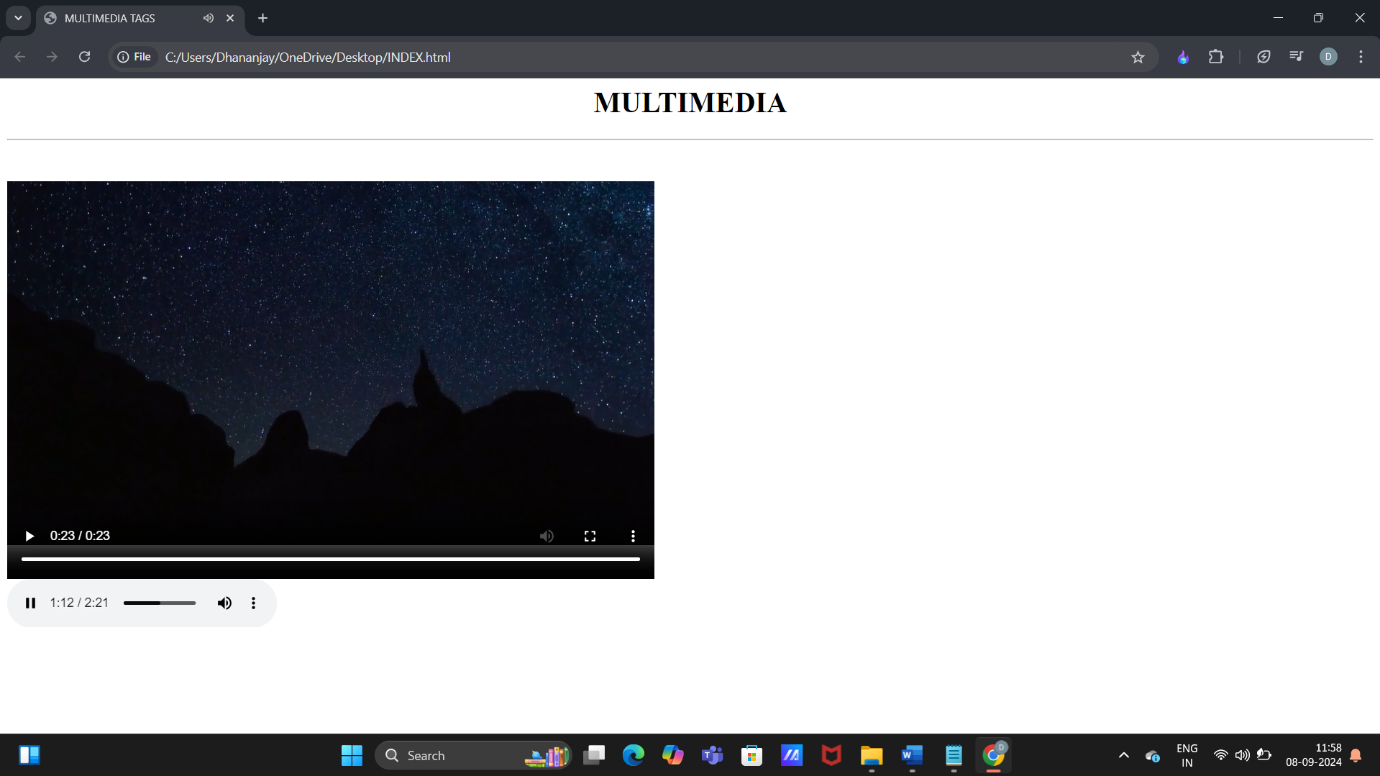 MULTIMEDIA TAGS
File
C:/Users/Dhananjay/OneDrive/Desktop/INDEX.html
D
MULTIMEDIA
0:23 / 0:23
1:12 / 2:21
Search
W
D
ENG
IN
11:58
08-09-2024